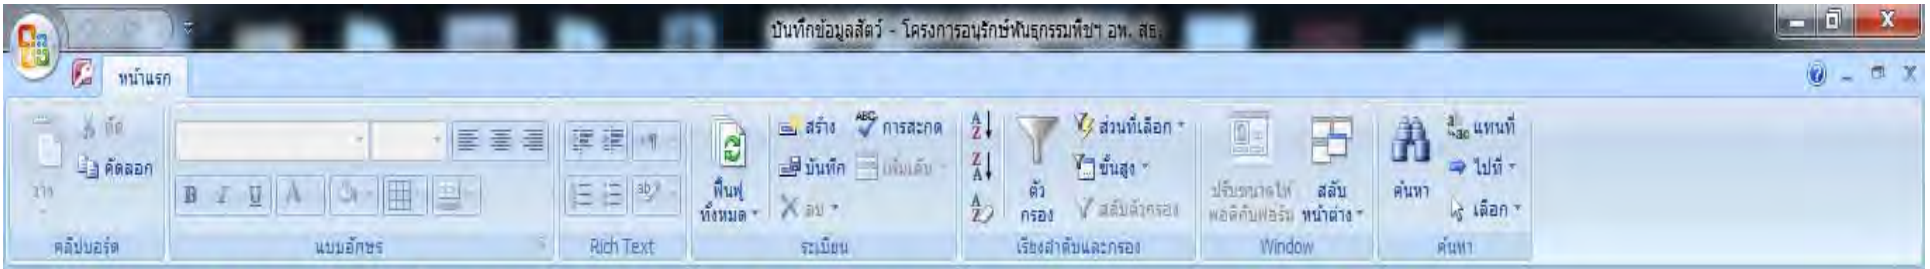 บันทึกข้อมูลสัตว์ - โครงการอนุรักษ์พันธุกรรมพืชฯ อพ. สธ.
หน้าแรก
วาง
ตัด
คัดลอก
คลิปบอร์ด
B I U A
แบบอักษร
Rich Text
ฟื้นฟู
ทั้งหมด
สร้าง
บันทึก
ลบ
การสะกด
เพิ่มเติม
ระเบียน
ตัว
กรอง
ส่วนที่เลือก
ขั้นสูง
สลับตัวกรอง
เรียงลำดับและกรอง
ปรับขนาดให้
พอดีกับฟอร์ม
สลับ
หน้าต่าง
Window
ค้นหา
แทนที่
ไปที่
เลือก
ค้นหา